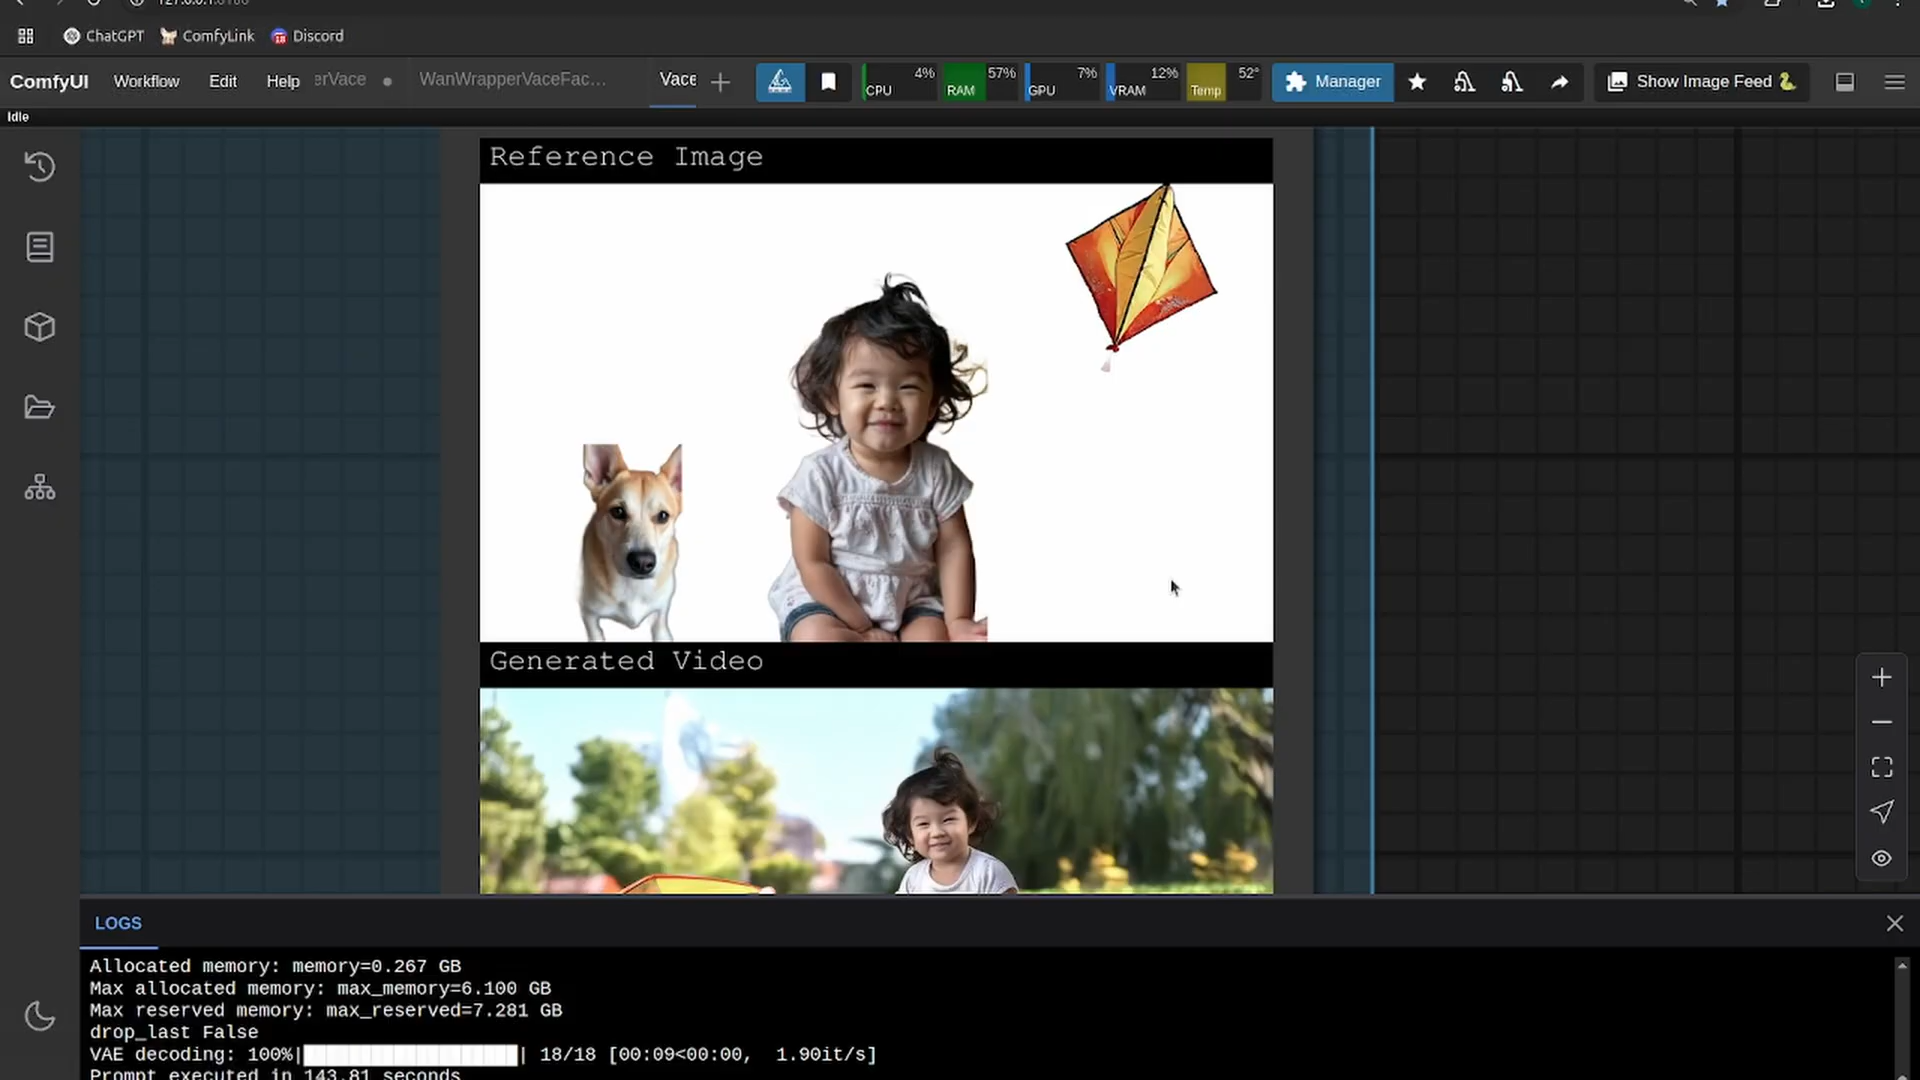 ChatGPT ComfyLink Discord
ComfyUI Workflow Edit Help erVace WanWrapperVaceFac... Vace CPU 4% RAM 57% GPU 7% VRAM 12% Temp 52° Manager Show Image Feed
Idle
Reference Image
Generated Video
LOGS
Allocated memory: memory=0.267 GB
Max allocated memory: max_memory=6.100 GB
Max reserved memory: max_reserved=7.281 GB
drop_last False
VAE decoding: 100%| | 18/18 [00:09<00:00, 1.90it/s]
Prompt executed in 143.81 seconds